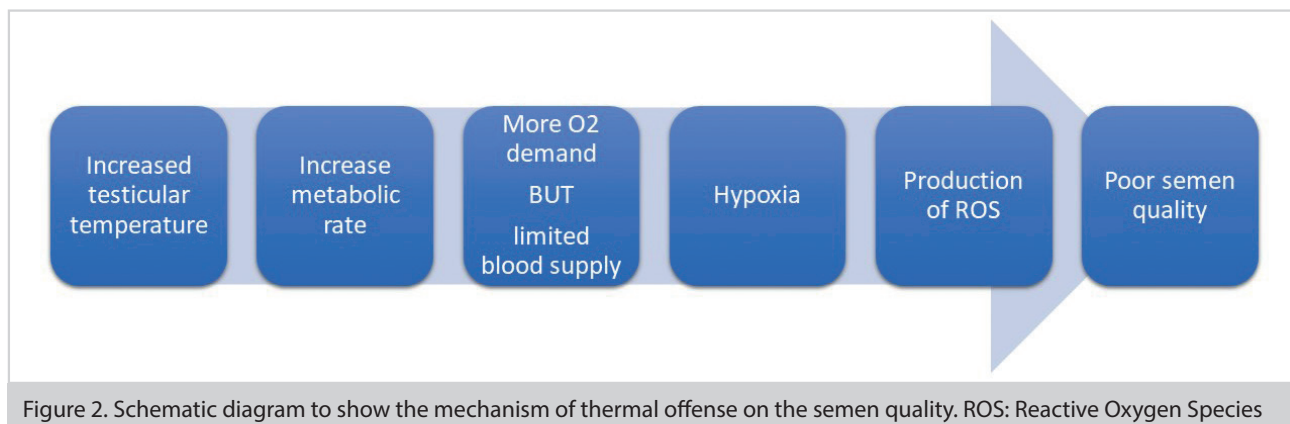 Increased
testicular
temperature
Increase
metabolic
rate
More O2
demand
BUT
limited
blood supply
Hypoxia
Production
of ROS
Poor semen
quality
Figure 2. Schematic diagram to show the mechanism of thermal offense on the semen quality. ROS: Reactive Oxygen Species